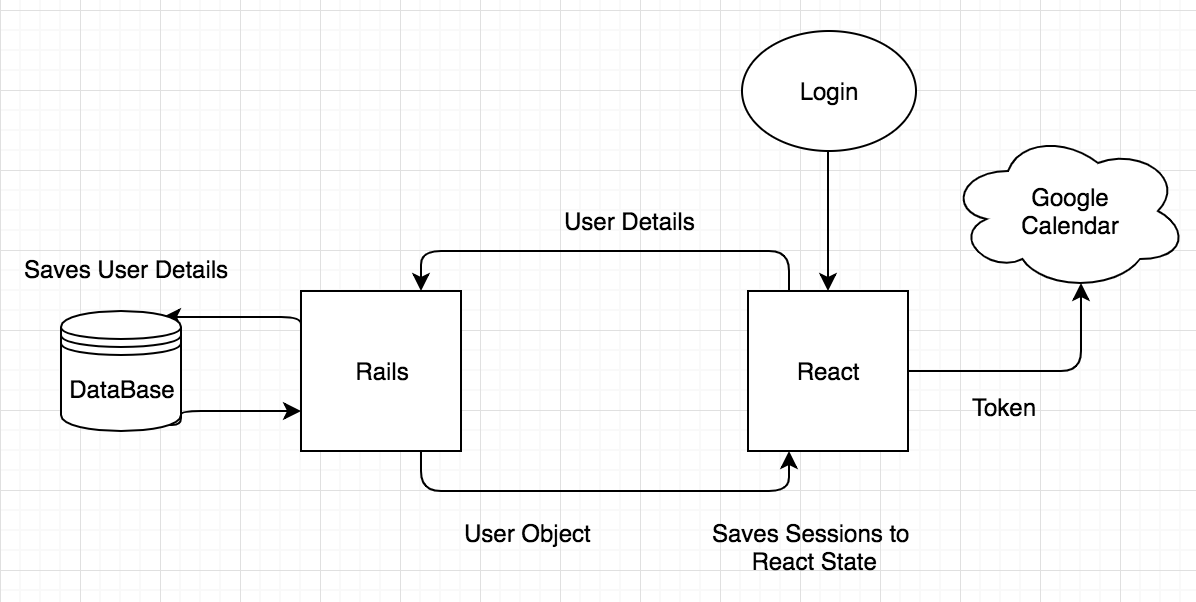 Login
Google
Calendar
User Details
Saves User Details
DataBase
Rails
React
Token
User Object
Saves Sessions to
React State